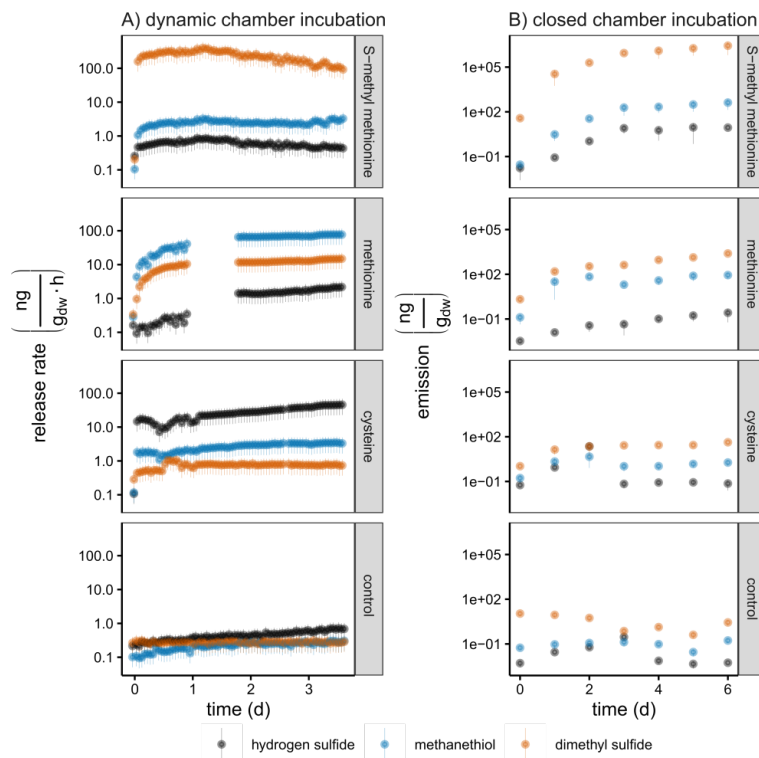 A) dynamic chamber incubation
B) closed chamber incubation
100.0
10.0
1.0
0.1
S−methyl methionine
1e+05
1e+02
1e−01
S−methyl methionine
100.0
10.0
1.0
0.1
methionine
1e+05
1e+02
1e−01
methionine
release rate (ng / gdw · h)
emission (ng / gdw)
100.0
10.0
1.0
0.1
cysteine
1e+05
1e+02
1e−01
cysteine
100.0
10.0
1.0
0.1
control
1e+05
1e+02
1e−01
control
0 1 2 3
0 2 4 6
time (d)
time (d)
hydrogen sulfide methanethiol dimethyl sulfide